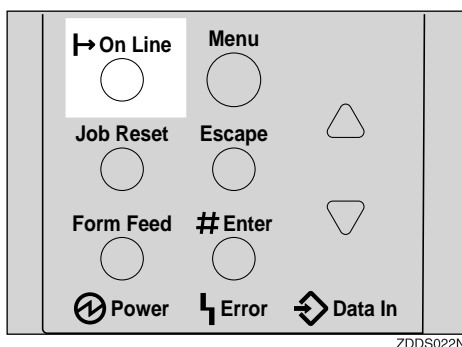 On Line Menu
Job Reset Escape
Form Feed # Enter
Power Error Data In
ZDDS022N